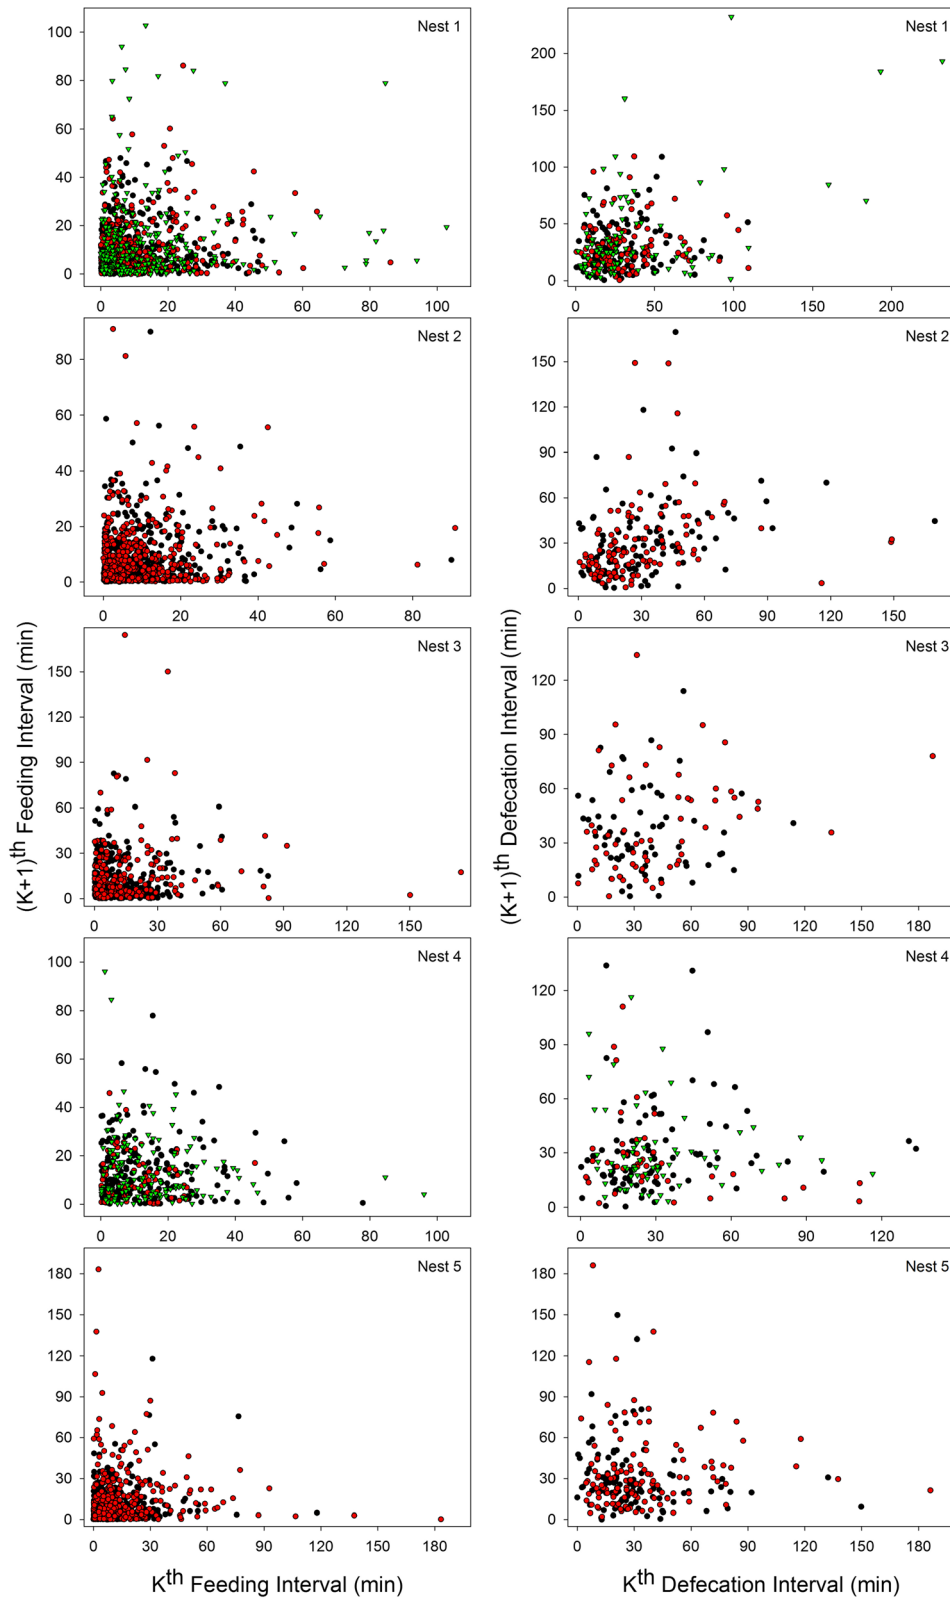 Nest 1
100
80
60
40
20
0
0 20 40 60 80 100
Nest 1
200
150
100
50
0
0 50 100 150 200
Nest 2
80
60
40
20
0
0 20 40 60 80
Nest 2
150
120
90
60
30
0
0 30 60 90 120 150
(K+1)th Feeding Interval (min)
Nest 3
150
120
90
60
30
0
0 30 60 90 120 150
(K+1)th Defecation Interval (min)
Nest 3
120
90
60
30
0
0 30 60 90 120 150 180
Nest 4
100
80
60
40
20
0
0 20 40 60 80 100
Nest 4
120
90
60
30
0
0 30 60 90 120
Nest 5
180
150
120
90
60
30
0
0 30 60 90 120 150 180
Nest 5
180
150
120
90
60
30
0
0 30 60 90 120 150 180
Kth Feeding Interval (min)
Kth Defecation Interval (min)